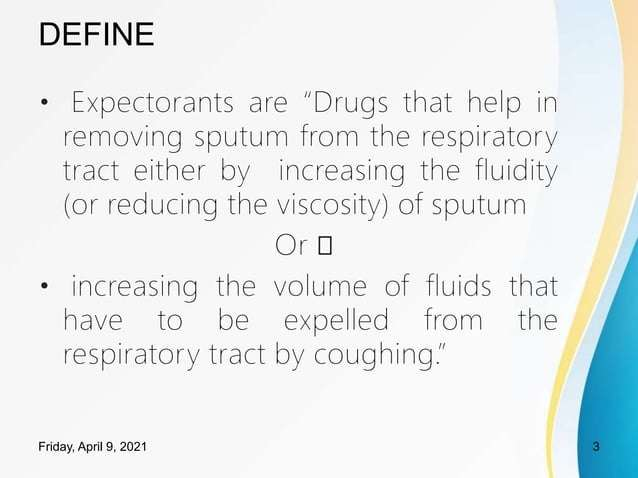 DEFINE
• Expectorants are “Drugs that help in
removing sputum from the respiratory
tract either by increasing the fluidity
(or reducing the viscosity) of sputum
Or 
• increasing the volume of fluids that
have to be expelled from the
respiratory tract by coughing.”
Friday, April 9, 2021
3